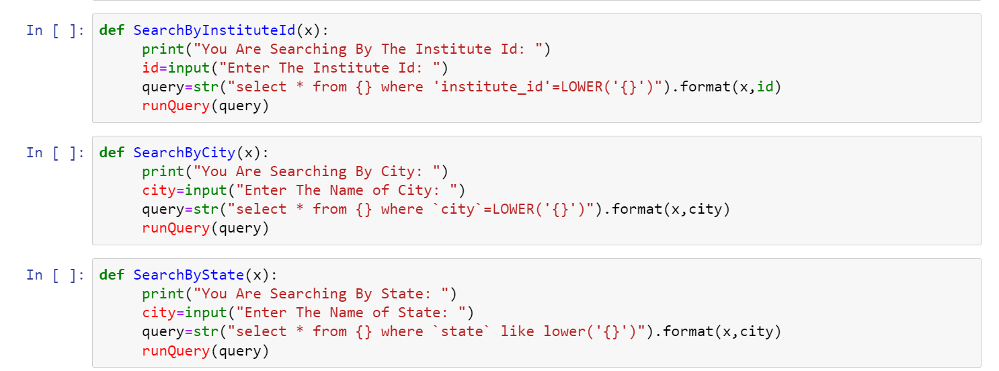 In [ ]: def SearchByInstituteId(x):
print("You Are Searching By The Institute Id: ")
id=input("Enter The Institute Id: ")
query=str("select * from {} where 'institute_id'=LOWER('{}')").format(x,id)
runQuery(query)
In [ ]: def SearchByCity(x):
print("You Are Searching By City: ")
city=input("Enter The Name of City: ")
query=str("select * from {} where `city`=LOWER('{}')").format(x,city)
runQuery(query)
In [ ]: def SearchByState(x):
print("You Are Searching By State: ")
city=input("Enter The Name of State: ")
query=str("select * from {} where `state` like lower('{}')").format(x,city)
runQuery(query)